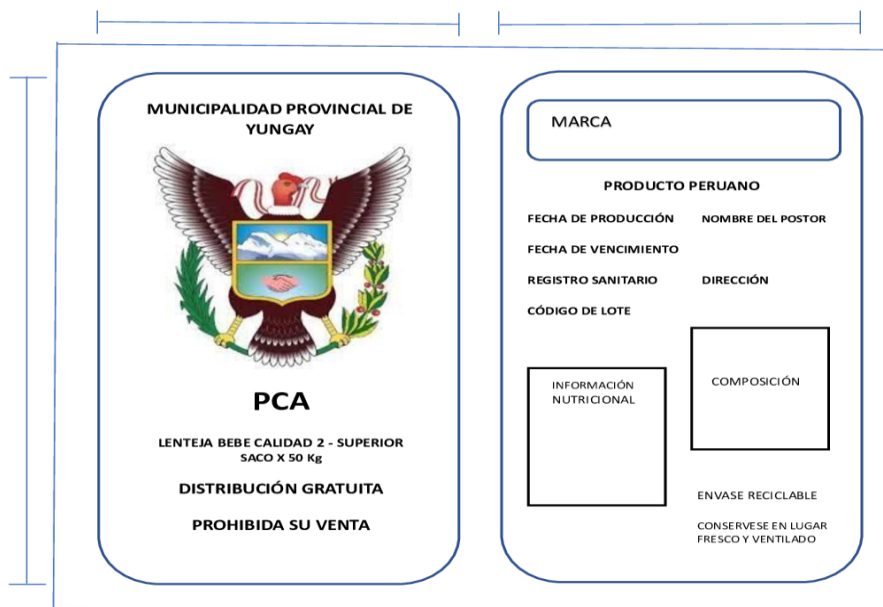 MUNICIPALIDAD PROVINCIAL DE
YUNGAY
PCA
LENTEJA BEBE CALIDAD 2 - SUPERIOR
SACO X 50 Kg
DISTRIBUCIÓN GRATUITA
PROHIBIDA SU VENTA
MARCA
PRODUCTO PERUANO
FECHA DE PRODUCCIÓN
NOMBRE DEL POSTOR
FECHA DE VENCIMIENTO
REGISTRO SANITARIO
DIRECCIÓN
CÓDIGO DE LOTE
INFORMACIÓN
NUTRICIONAL
COMPOSICIÓN
ENVASE RECICLABLE
CONSERVESE EN LUGAR
FRESCO Y VENTILADO